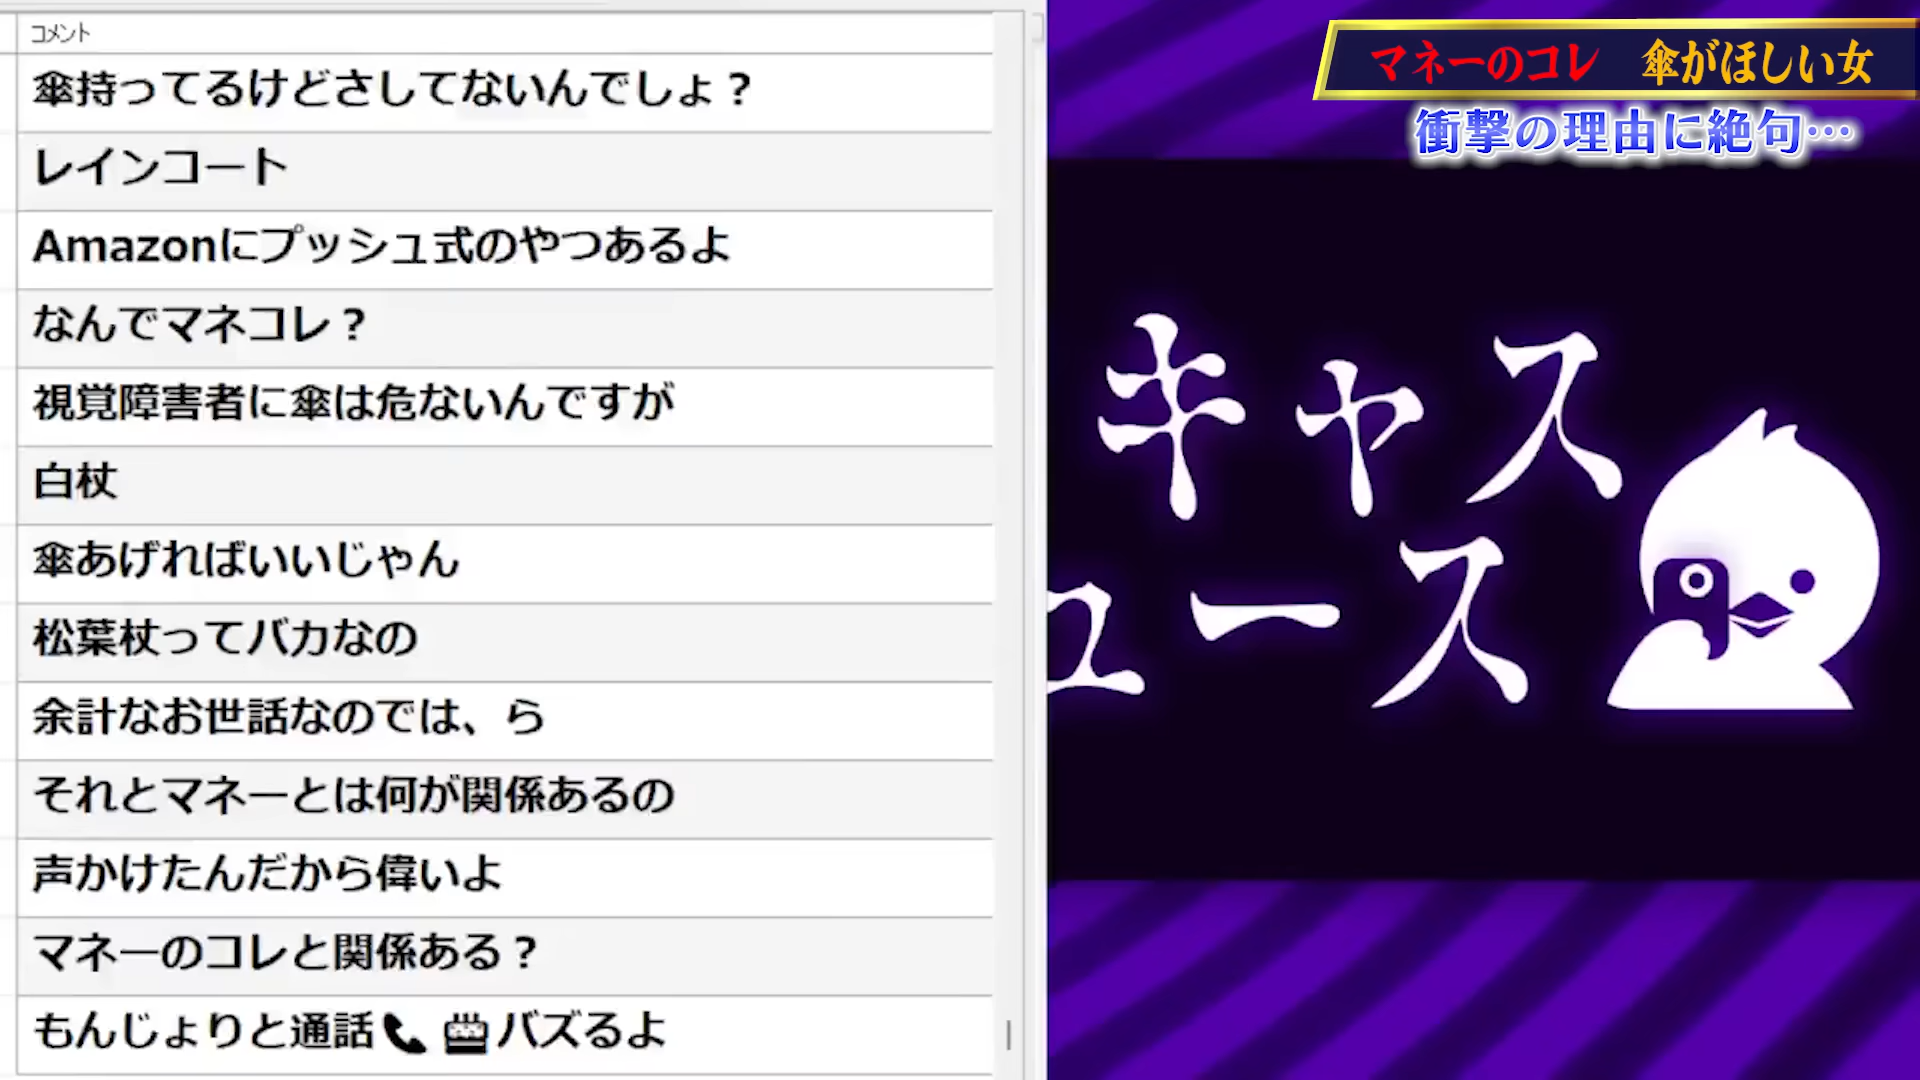 コメント
傘持ってるけどさしてないんでしょ？
レインコート
Amazonにプッシュ式のやつあるよ
なんでマネコレ？
視覚障害者に傘は危ないんですが
白杖
傘あげればいいじゃん
松葉杖ってバカなの
余計なお世話なのでは、ら
それとマネーとは何が関係あるの
声かけたんだから偉いよ
マネーのコレと関係ある？
もんじょりと通話📞🎂バズるよ
マネーのコレ 傘がほしい女
衝撃の理由に絶句…
キャス
ュース